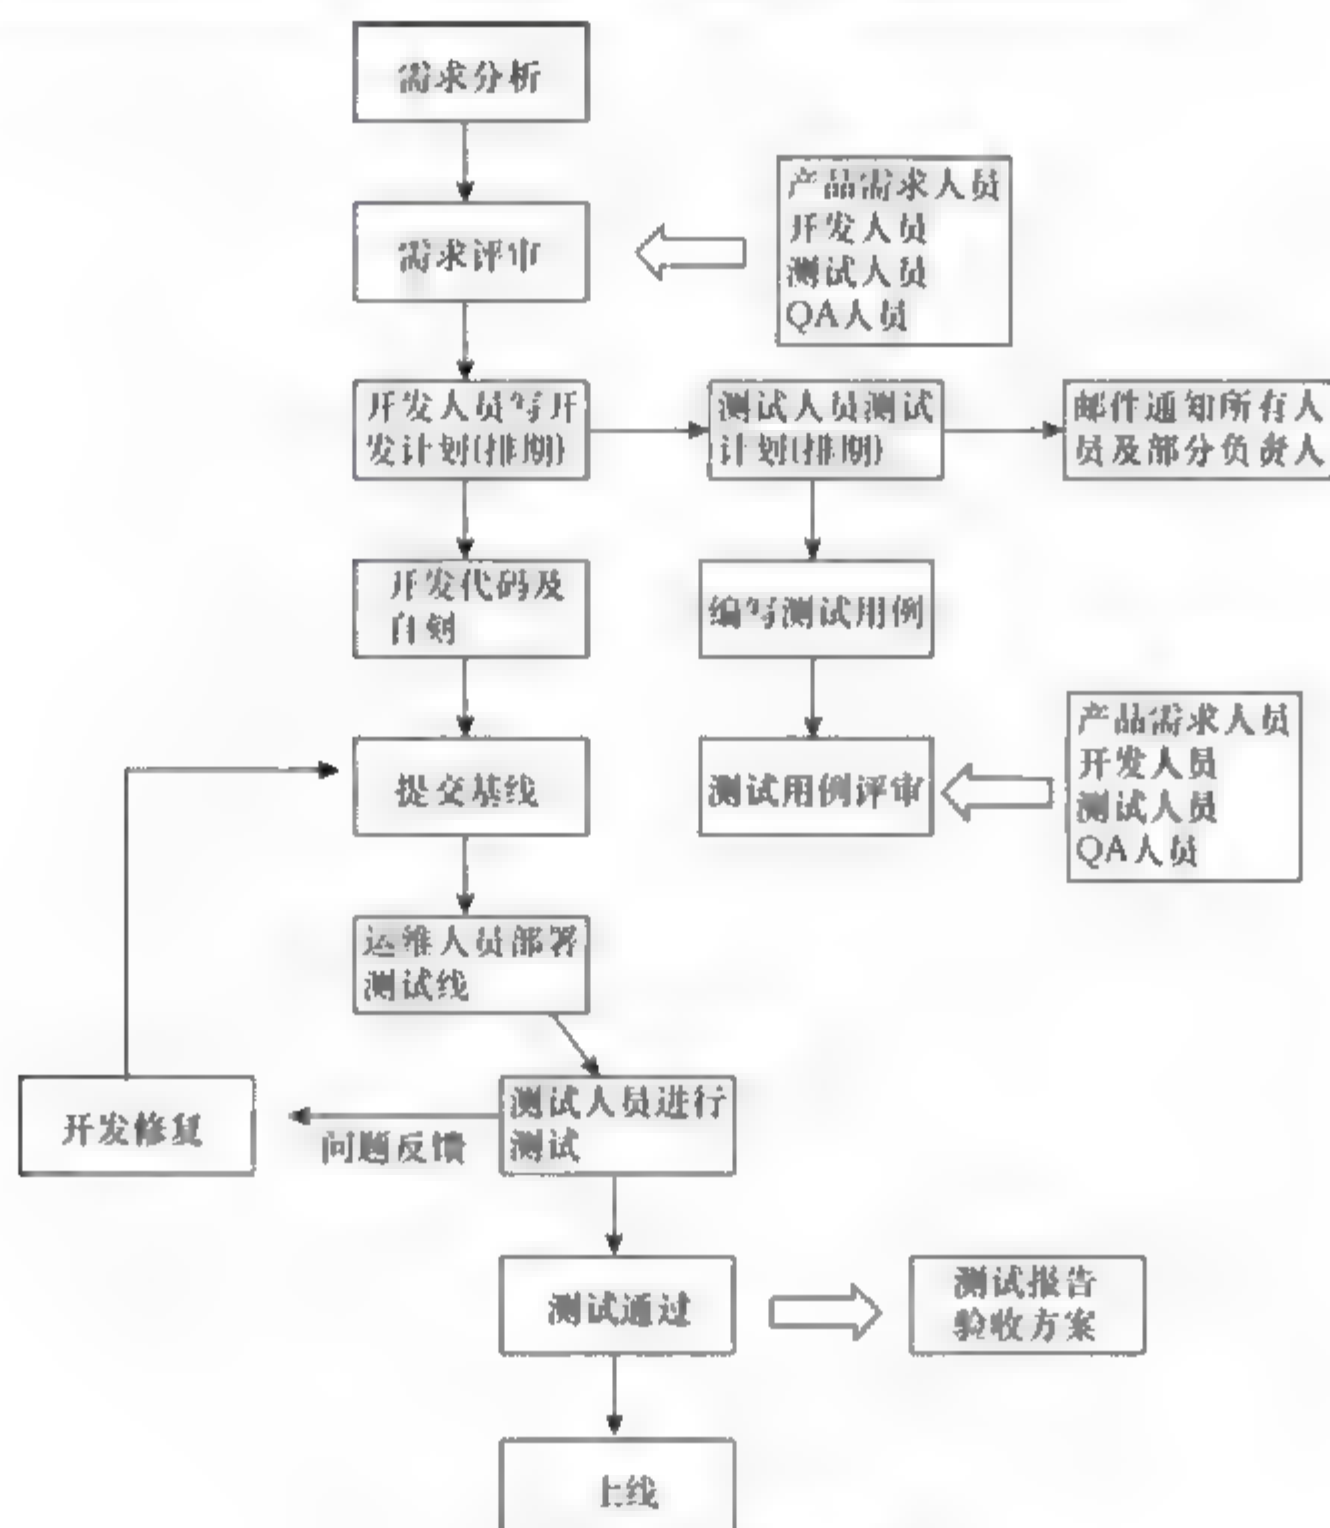 需求分析
产品需求人员
开发人员
测试人员
QA人员
需求评审
开发人员写开
发计划(排期)
测试人员测试
计划(排期)
邮件通知所有人
员及部分负责人
开发代码及
自刎
编写测试用例
产品需求人员
开发人员
测试人员
QA人员
提交基线
测试用例评审
运维人员部署
测试线
测试人员进行
测试
开发修复
问题反馈
测试通过
测试报告
验收方案
上线